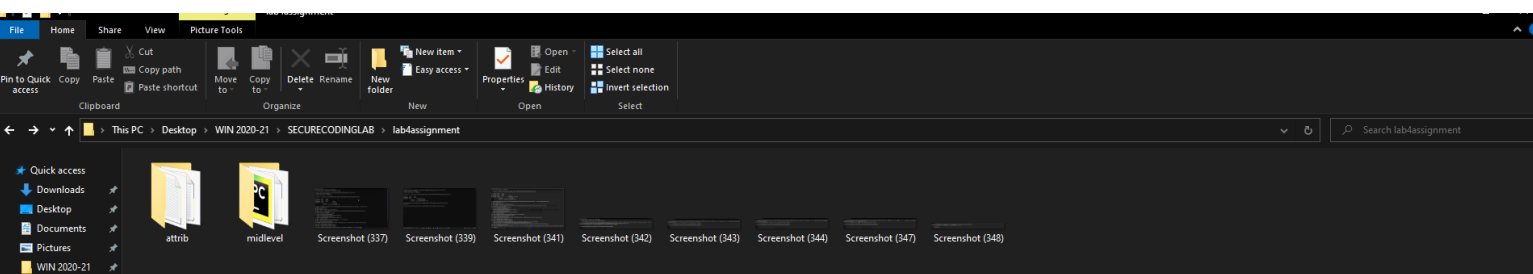 File Home Share View Picture Tools
Pin to Quick access
Copy
Paste
Cut
Copy path
Paste shortcut
Move to
Copy to
Delete
Rename
New folder
New item
Easy access
Properties
Open
Edit
History
Select all
Select none
Invert selection
Clipboard Organize New Open Select
This PC > Desktop > WIN 2020-21 > SECURECODINGLAB > lab4assignment
Search lab4assignment
Quick access
Downloads
Desktop
Documents
Pictures
WIN 2020-21
PC
attrib midlevel Screenshot (337) Screenshot (339) Screenshot (341) Screenshot (342) Screenshot (343) Screenshot (344) Screenshot (347) Screenshot (348)